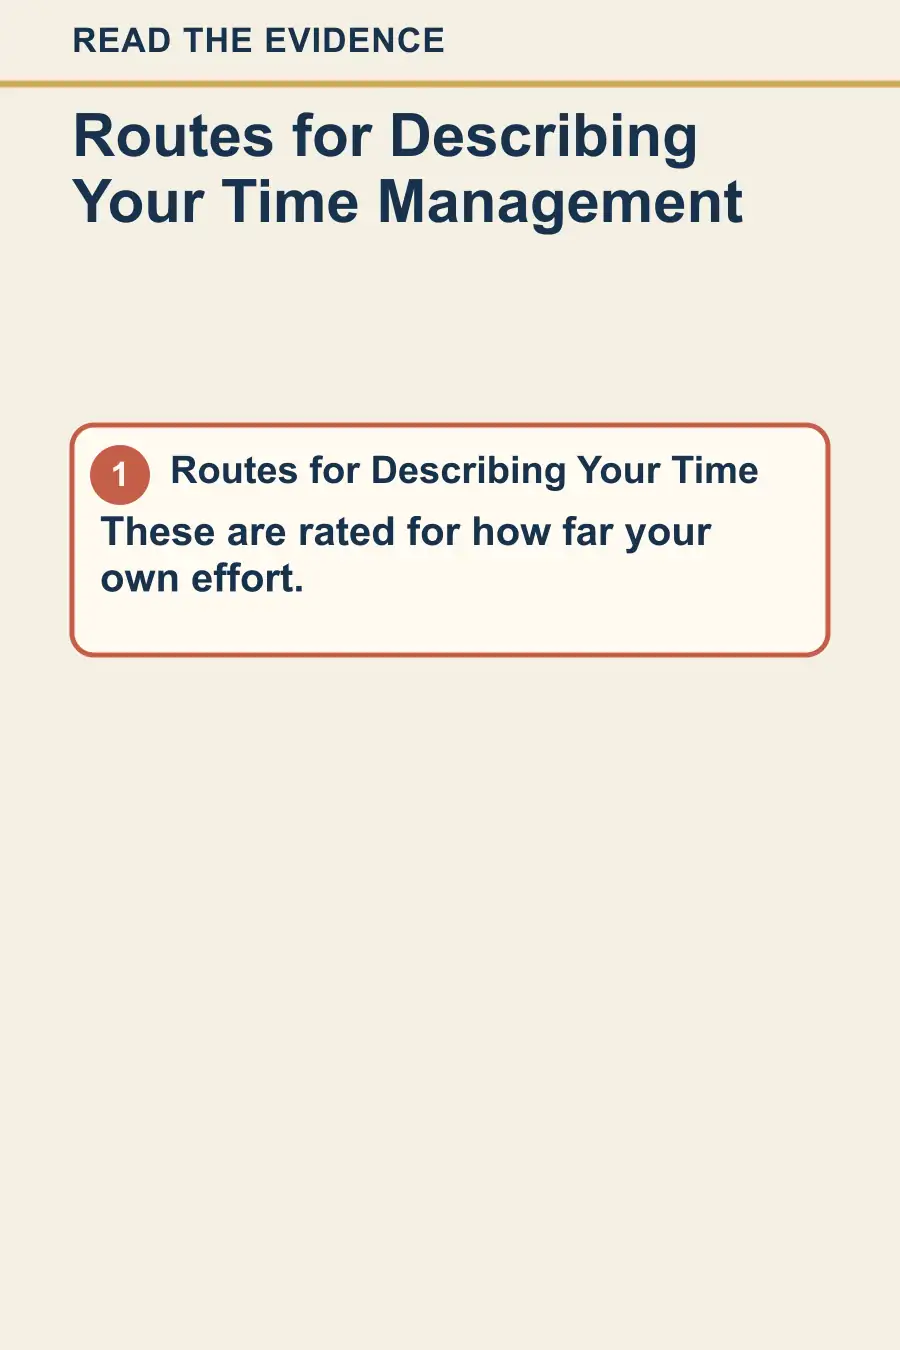 READ THE EVIDENCE
Routes for Describing
Your Time Management
1 Routes for Describing Your Time
These are rated for how far your
own effort.